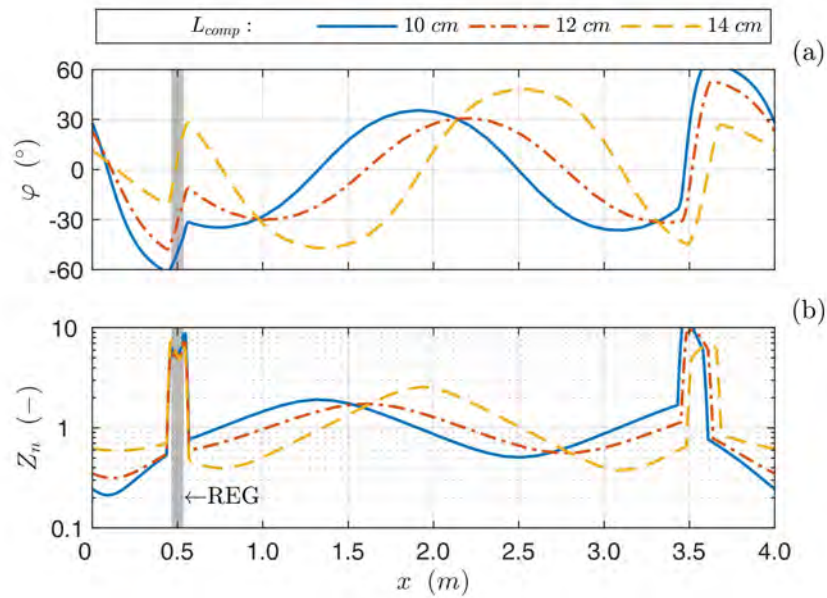 L_comp : 10 cm 12 cm 14 cm
(a)
60
30
0
-30
-60
φ (°)
(b)
10
1
0.1
Z_n (−)
←REG
0 0.5 1.0 1.5 2.0 2.5 3.0 3.5 4.0
x (m)